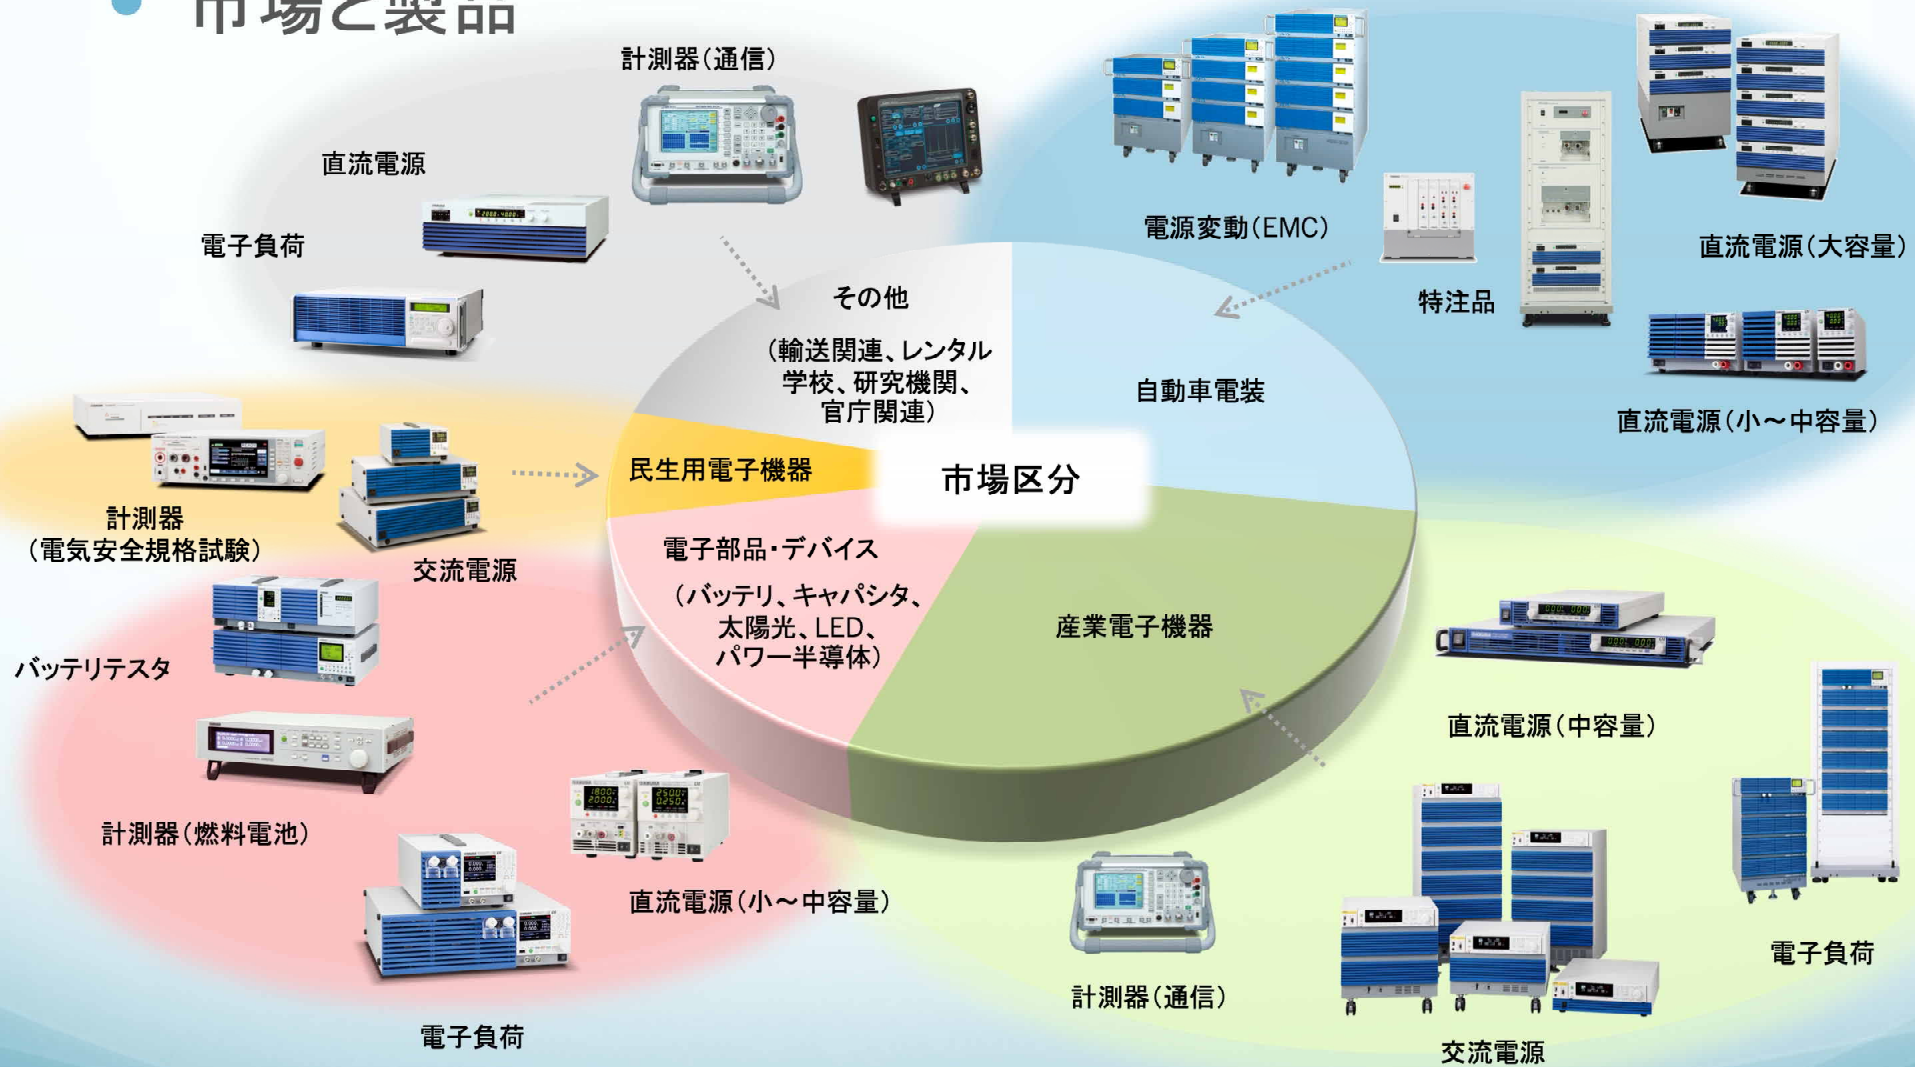 市場と製品
計測器(通信)
直流電源
電子負荷
電源変動(EMC)
特注品
直流電源(大容量)
直流電源(小～中容量)
その他
(輸送関連、レンタル
学校、研究機関、
官庁関連)
自動車電装
民生用電子機器
市場区分
計測器
(電気安全規格試験)
交流電源
電子部品・デバイス
(バッテリ、キャパシタ、
太陽光、LED、
パワー半導体)
産業電子機器
バッテリテスタ
計測器(燃料電池)
直流電源(小～中容量)
電子負荷
直流電源(中容量)
電子負荷
計測器(通信)
交流電源